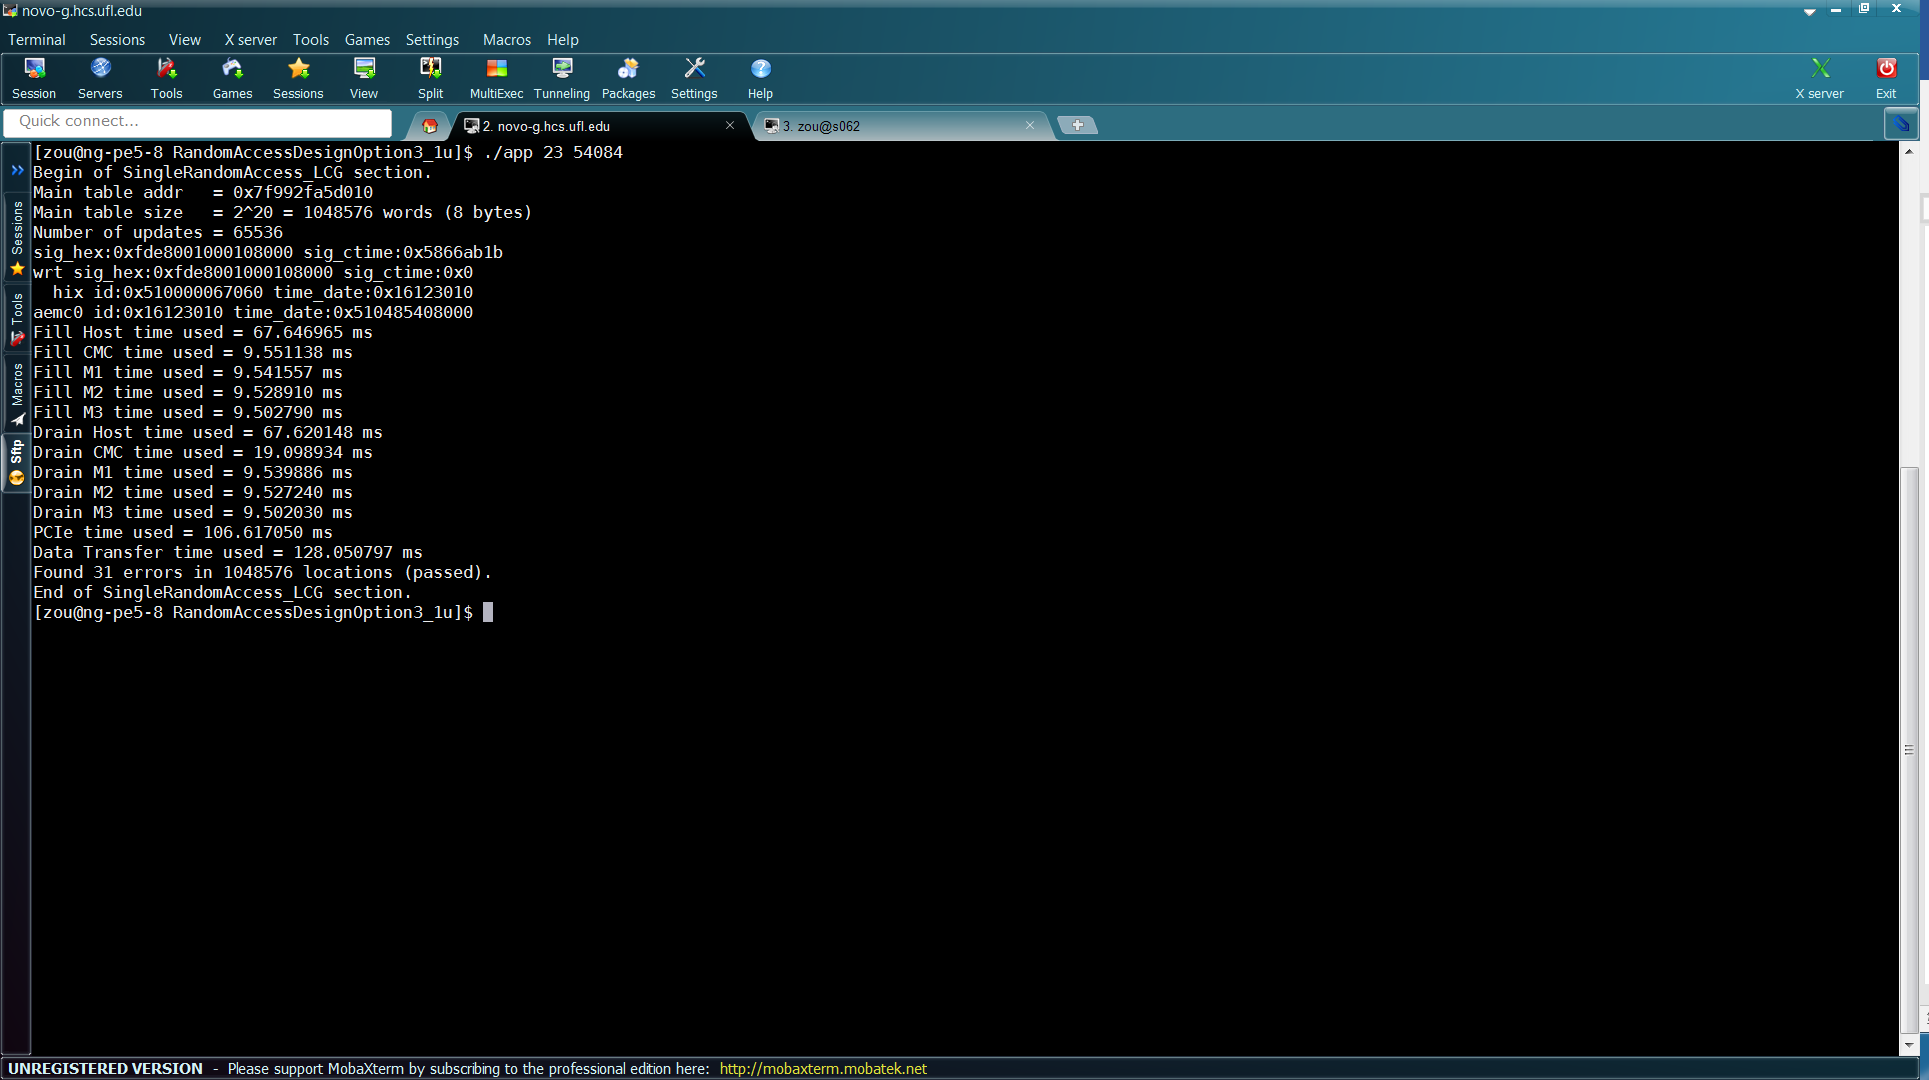 novo-g.hcs.ufl.edu
Terminal Sessions View X server Tools Games Settings Macros Help
Session Servers Tools Games Sessions View Split MultiExec Tunneling Packages Settings Help X server Exit
Quick connect...
2. novo-g.hcs.ufl.edu
3. zou@s062
Sessions
Tools
Macros
Sftp
[zou@ng-pe5-8 RandomAccessDesignOption3_1u]$ ./app 23 54084
Begin of SingleRandomAccess_LCG section.
Main table addr   = 0x7f992fa5d010
Main table size   = 2^20 = 1048576 words (8 bytes)
Number of updates = 65536
sig_hex:0xfde8001000108000 sig_ctime:0x5866ab1b
wrt sig_hex:0xfde8001000108000 sig_ctime:0x0
  hix id:0x510000067060 time_date:0x16123010
aemc0 id:0x16123010 time_date:0x510485408000
Fill Host time used = 67.646965 ms
Fill CMC time used = 9.551138 ms
Fill M1 time used = 9.541557 ms
Fill M2 time used = 9.528910 ms
Fill M3 time used = 9.502790 ms
Drain Host time used = 67.620148 ms
Drain CMC time used = 19.098934 ms
Drain M1 time used = 9.539886 ms
Drain M2 time used = 9.527240 ms
Drain M3 time used = 9.502030 ms
PCIe time used = 106.617050 ms
Data Transfer time used = 128.050797 ms
Found 31 errors in 1048576 locations (passed).
End of SingleRandomAccess_LCG section.
[zou@ng-pe5-8 RandomAccessDesignOption3_1u]$
UNREGISTERED VERSION - Please support MobaXterm by subscribing to the professional edition here: http://mobaxterm.mobatek.net